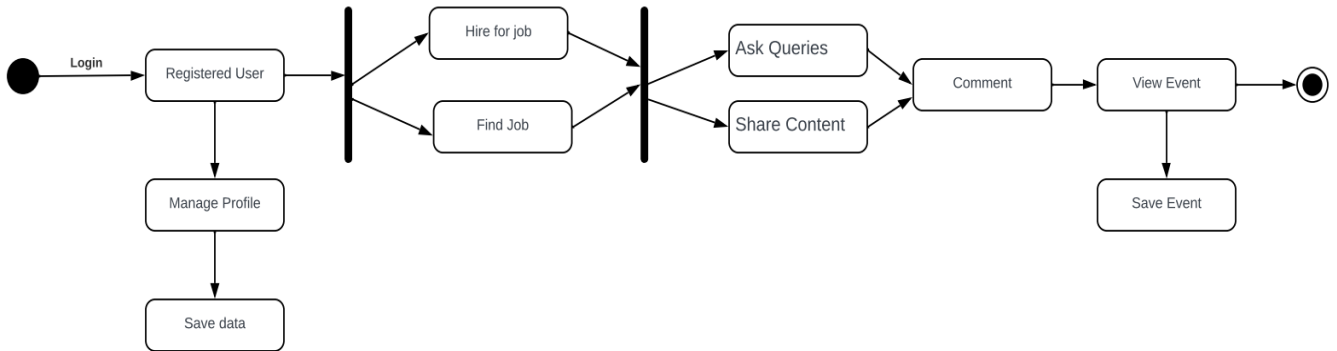 Login
Registered User
Hire for job
Find Job
Ask Queries
Share Content
Comment
View Event
Manage Profile
Save Event
Save data